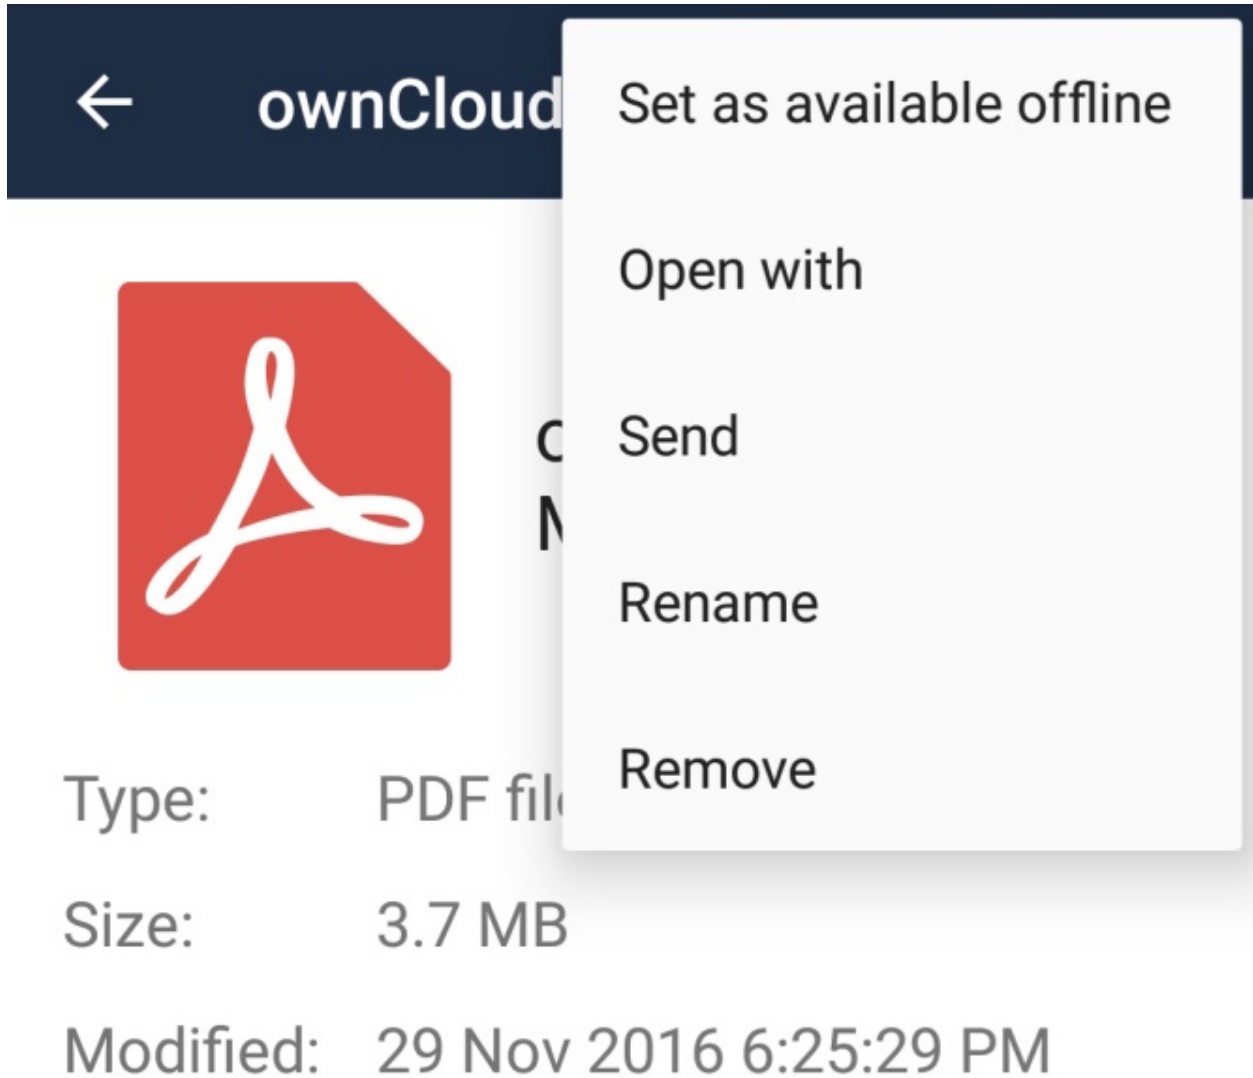 ownCloud
Set as available offline
Open with
Send
Rename
Remove
Type: PDF
Size: 3.7 MB
Modified: 29 Nov 2016 6:25:29 PM